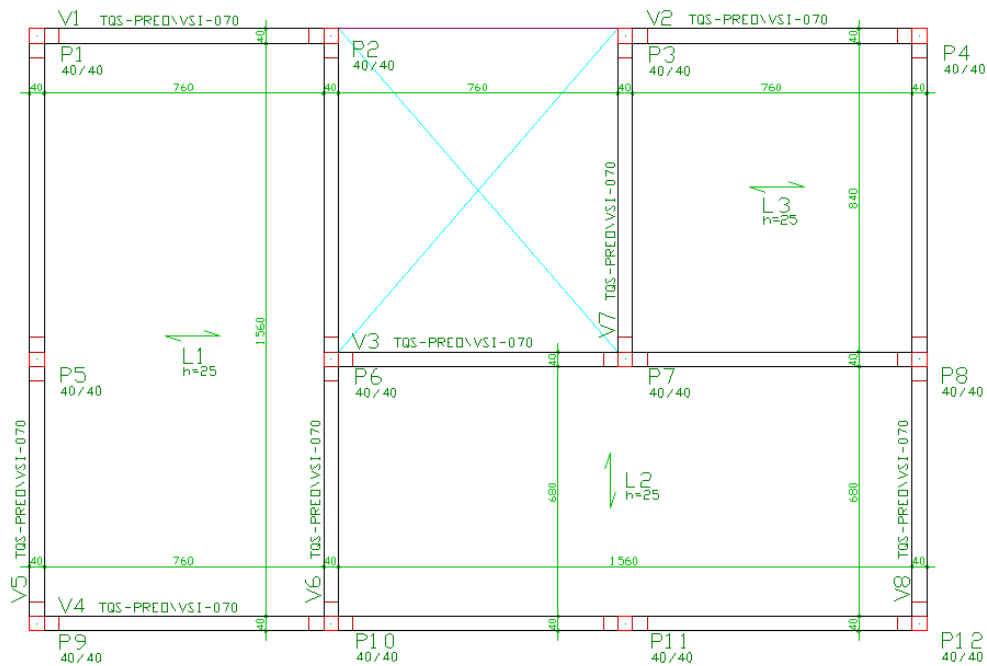 V1 TQS-PREO\VSI-070
V2 TQS-PREO\VSI-070
40
40
P1
40/40
P2
40/40
P3
40/40
P4
40/40
40
760
40
760
40
760
40
TQS-PREO\VSI-070
V7
840
L3
h=25
1560
L1
h=25
V3 TQS-PREO\VSI-070
40
40
P5
40/40
P6
40/40
P7
40/40
P8
40/40
TQS-PREO\VSI-070
V5
TQS-PREO\VSI-070
V6
TQS-PREO\VSI-070
V8
680
L2
h=25
680
40
760
40
1560
40
V4 TQS-PREO\VSI-070
40
40
40
P9
40/40
P10
40/40
P11
40/40
P12
40/40